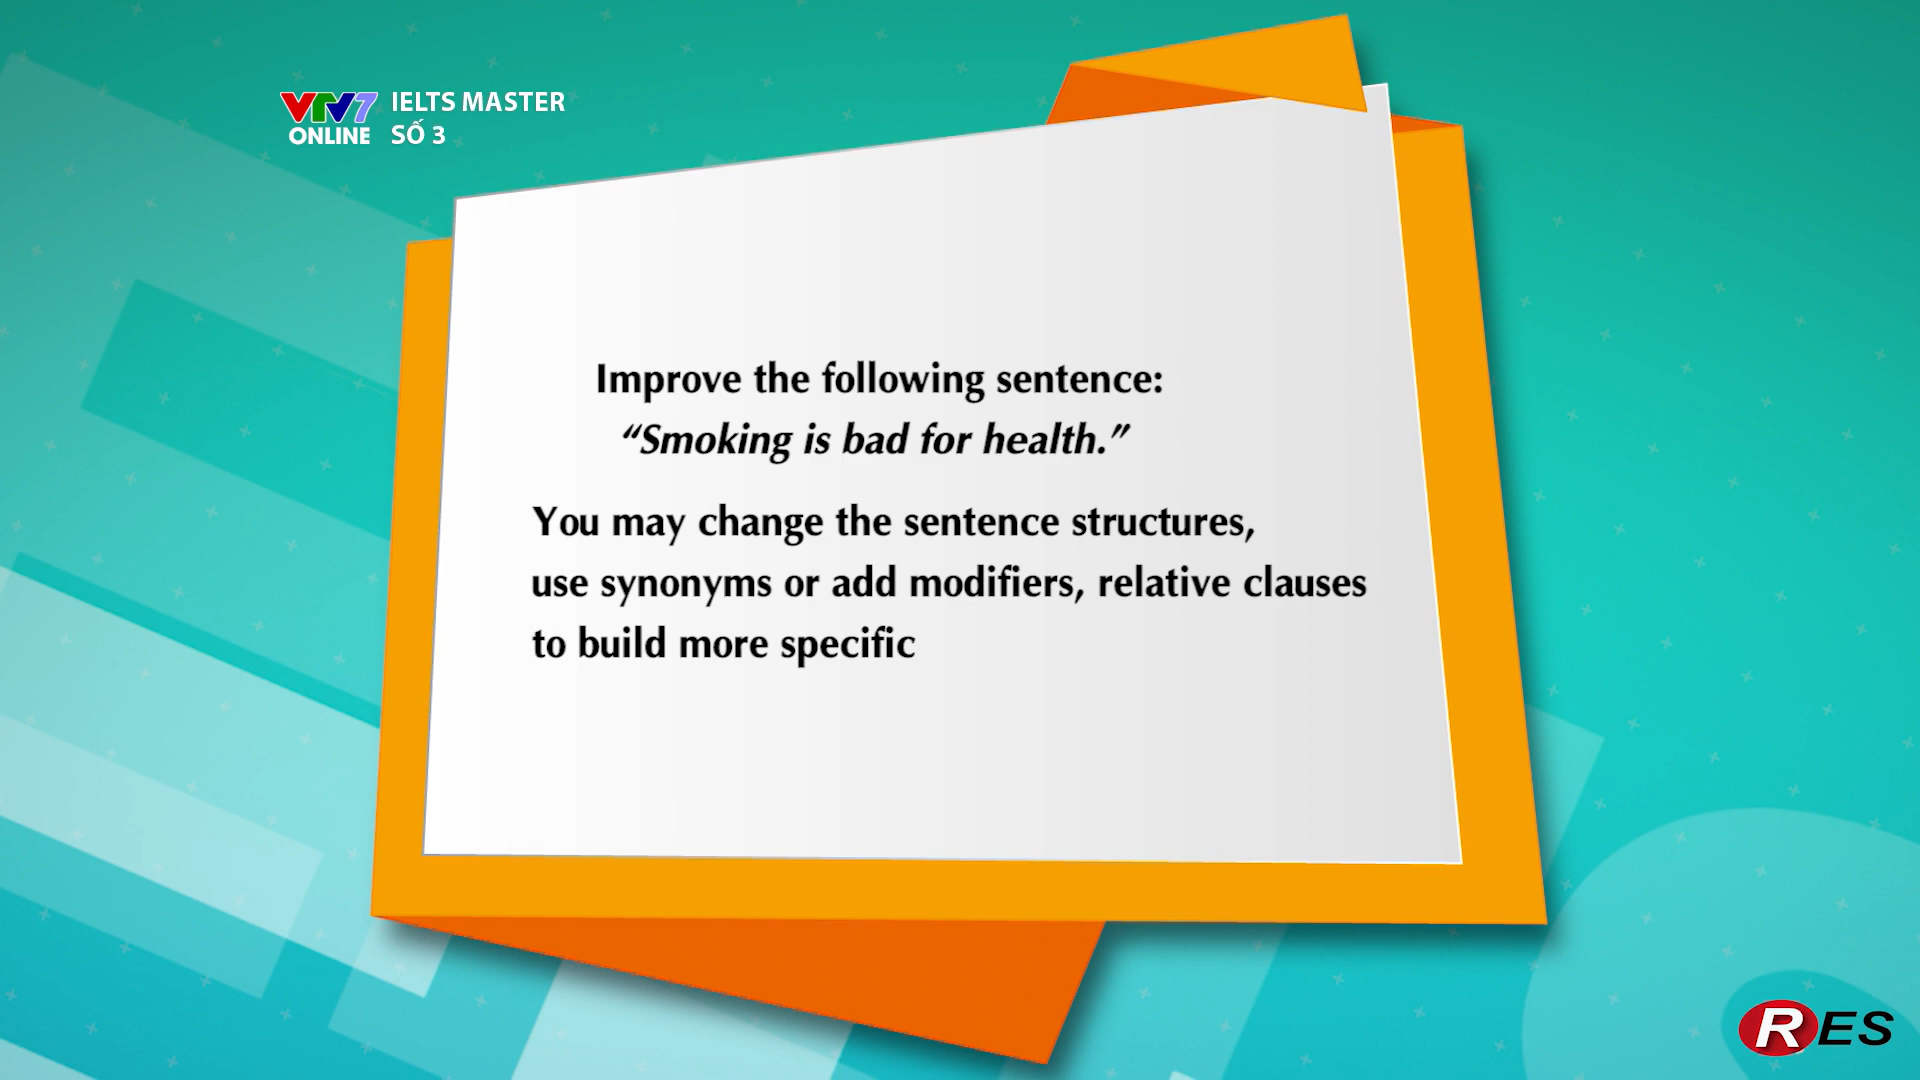 VTV7
ONLINE
IELTS MASTER
SỐ 3
Improve the following sentence:
“Smoking is bad for health.”
You may change the sentence structures,
use synonyms or add modifiers, relative clauses
to build more specific
RES